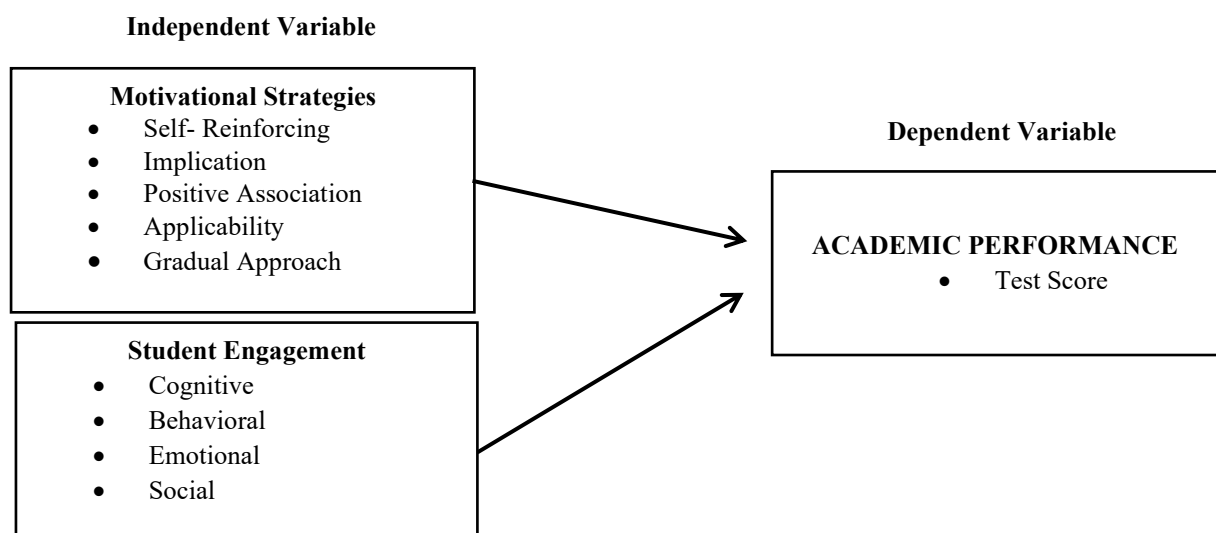 Independent Variable
Motivational Strategies
• Self- Reinforcing
• Implication
• Positive Association
• Applicability
• Gradual Approach
Student Engagement
• Cognitive
• Behavioral
• Emotional
• Social
Dependent Variable
ACADEMIC PERFORMANCE
• Test Score